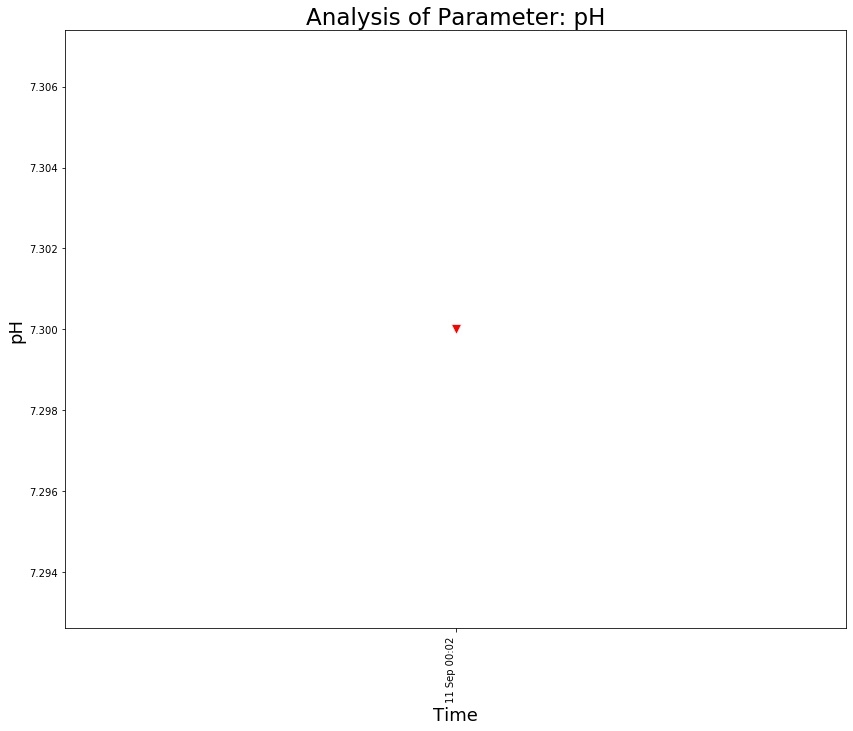 Analysis of Parameter: pH
7.306
7.304
7.302
7.300
7.298
7.296
7.294
pH
11 Sep 00:02
Time